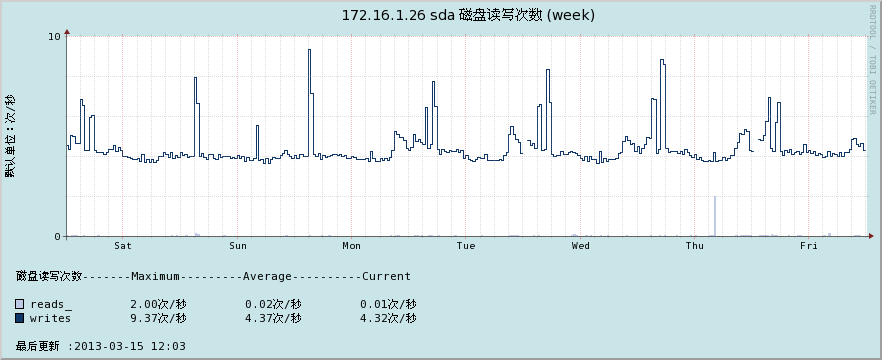 172.16.1.26 sda 磁盘读写次数 (week)
RRDTOOL / TOBI OETIKER
默认单位：次/秒
10
0
Sat Sun Mon Tue Wed Thu Fri
磁盘读写次数-------Maximum---------Average----------Current
reads_ 2.00次/秒 0.02次/秒 0.01次/秒
writes 9.37次/秒 4.37次/秒 4.32次/秒
最后更新 :2013-03-15 12:03